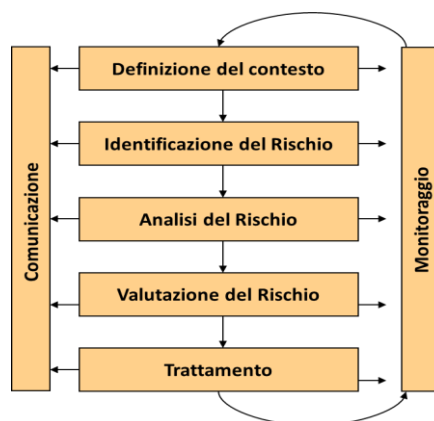 Definizione del contesto
Identificazione del Rischio
Analisi del Rischio
Valutazione del Rischio
Trattamento
Comunicazione
Monitoraggio